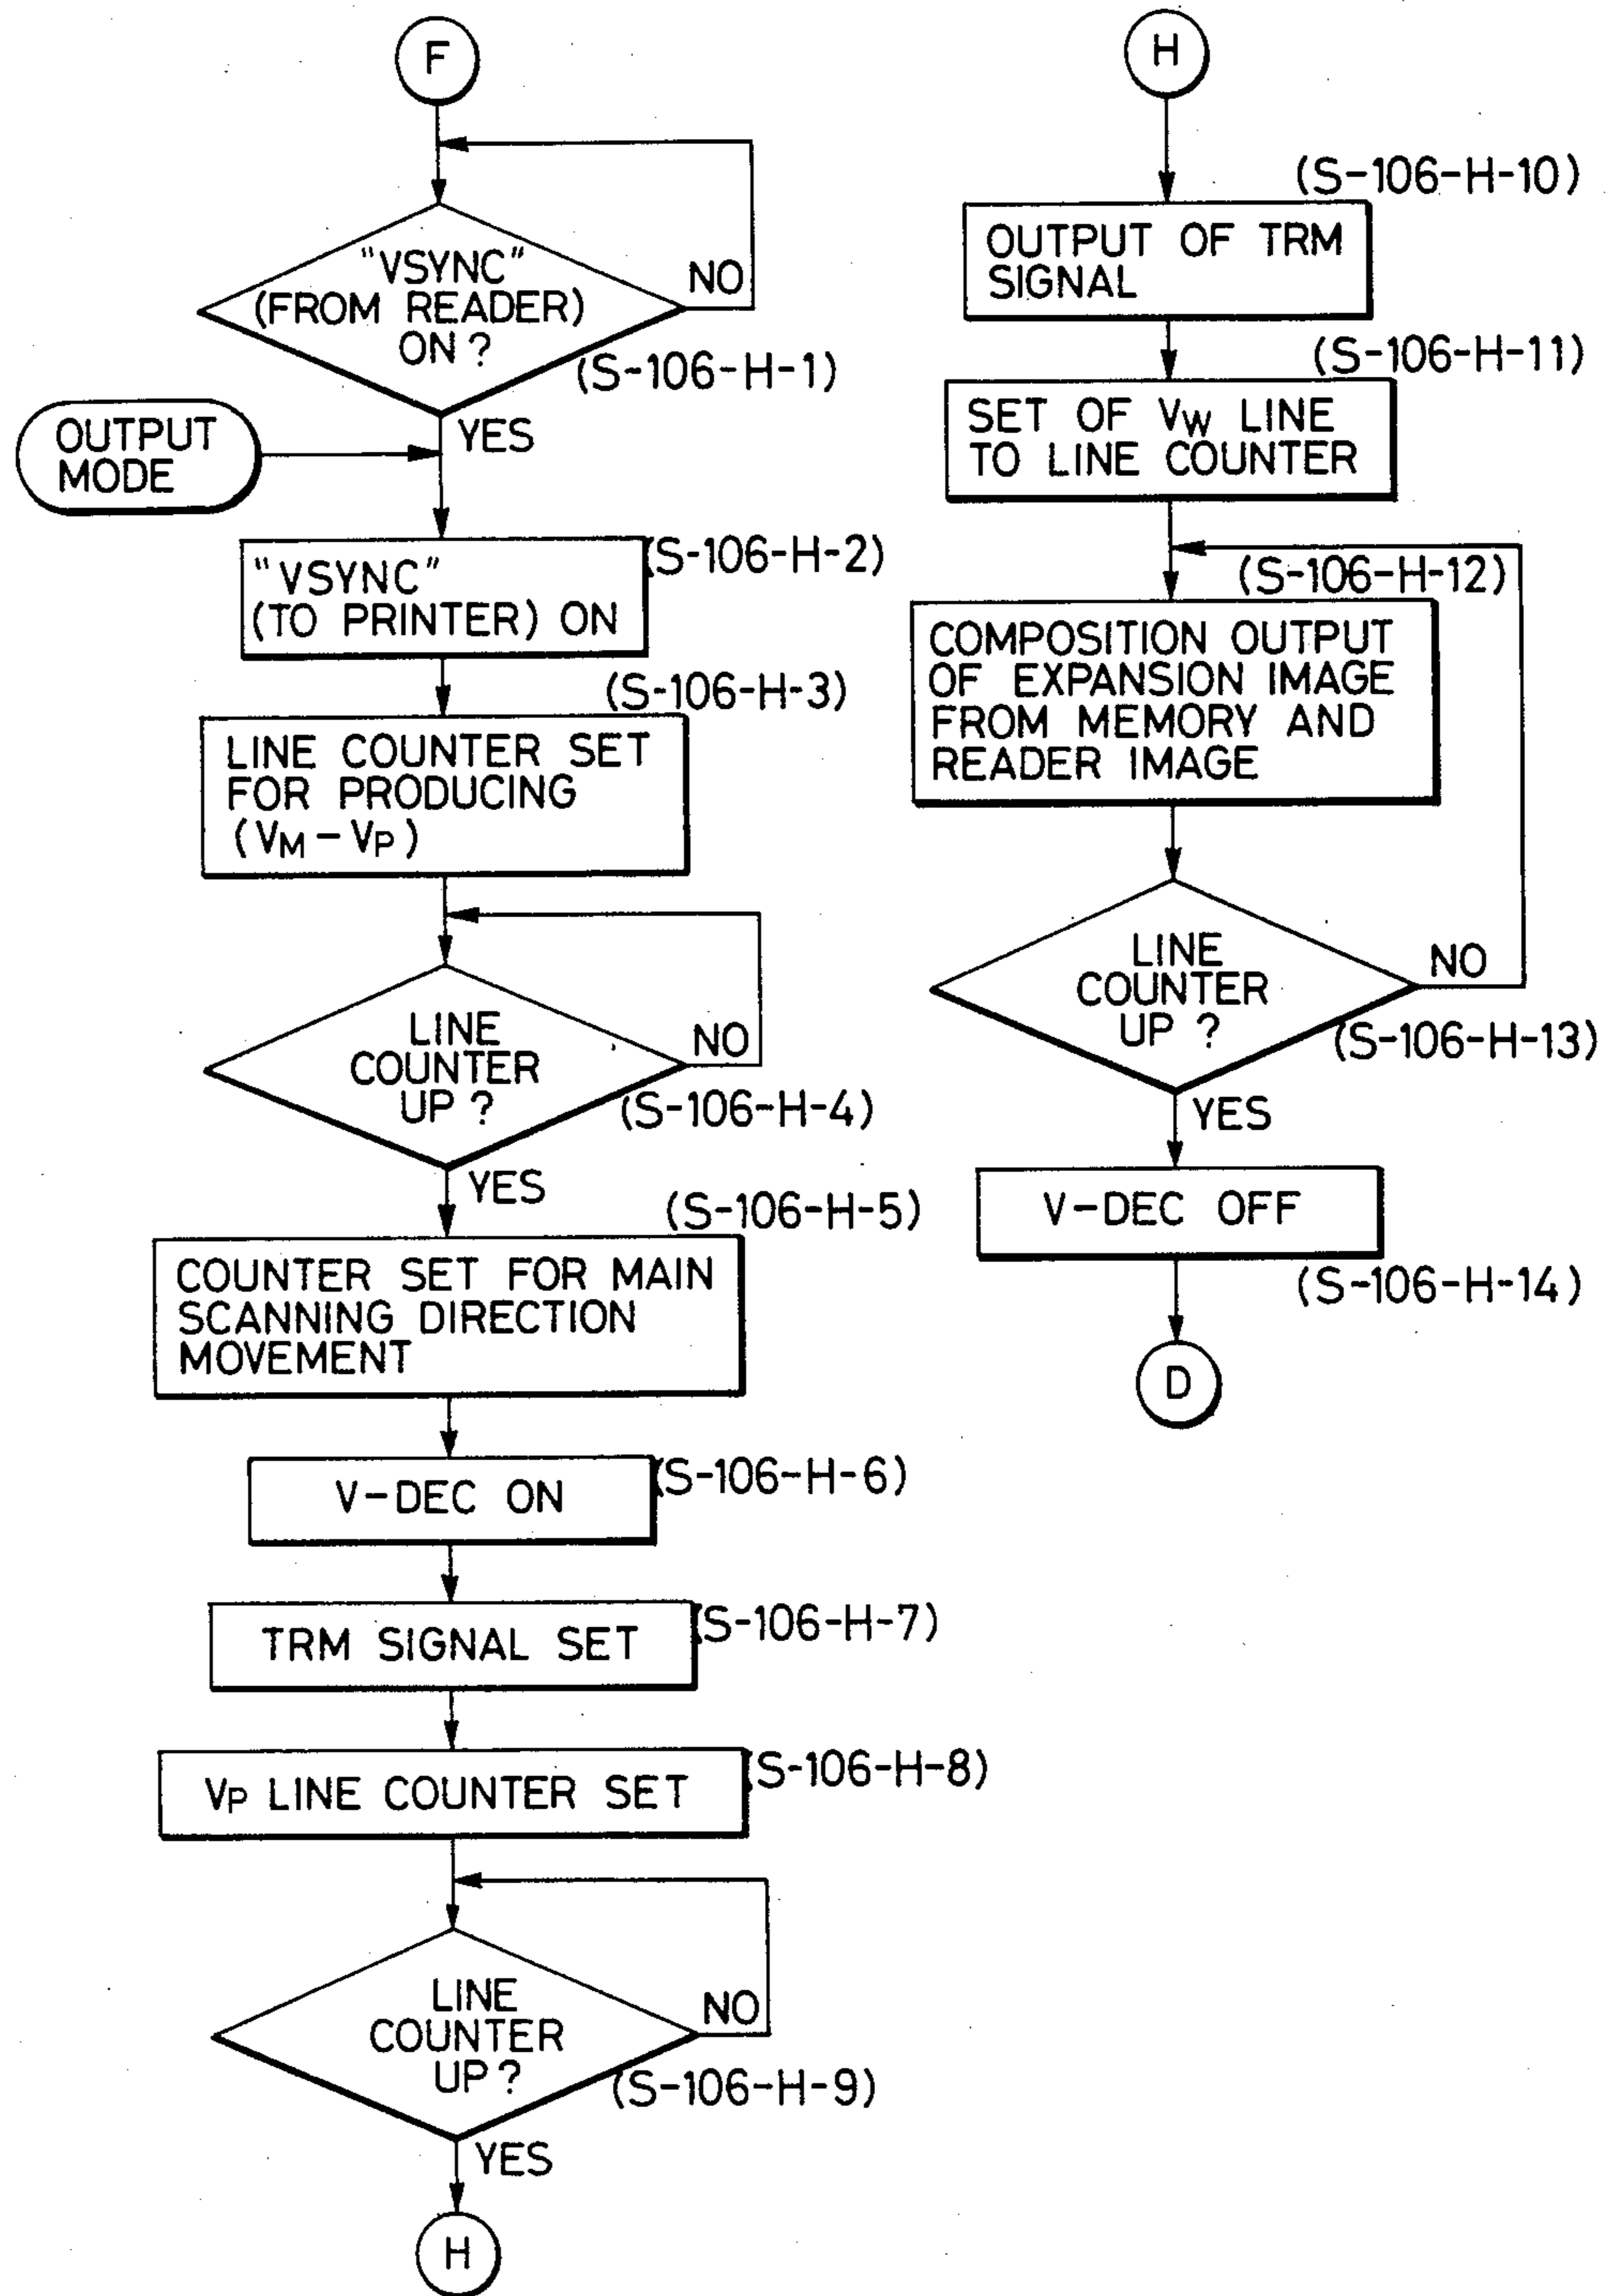 F
"VSYNC"
(FROM READER)
ON ?
NO
(S-106-H-1)
YES
OUTPUT
MODE
"VSYNC"
(TO PRINTER) ON
(S-106-H-2)
(S-106-H-3)
LINE COUNTER SET
FOR PRODUCING
(VM - VP)
LINE
COUNTER
UP ?
NO
(S-106-H-4)
YES
(S-106-H-5)
COUNTER SET FOR MAIN
SCANNING DIRECTION
MOVEMENT
V-DEC ON
(S-106-H-6)
TRM SIGNAL SET
(S-106-H-7)
VP LINE COUNTER SET
(S-106-H-8)
LINE
COUNTER
UP ?
NO
(S-106-H-9)
YES
H
H
(S-106-H-10)
OUTPUT OF TRM
SIGNAL
(S-106-H-11)
SET OF VW LINE
TO LINE COUNTER
(S-106-H-12)
COMPOSITION OUTPUT
OF EXPANSION IMAGE
FROM MEMORY AND
READER IMAGE
LINE
COUNTER
UP ?
NO
(S-106-H-13)
YES
V-DEC OFF
(S-106-H-14)
D